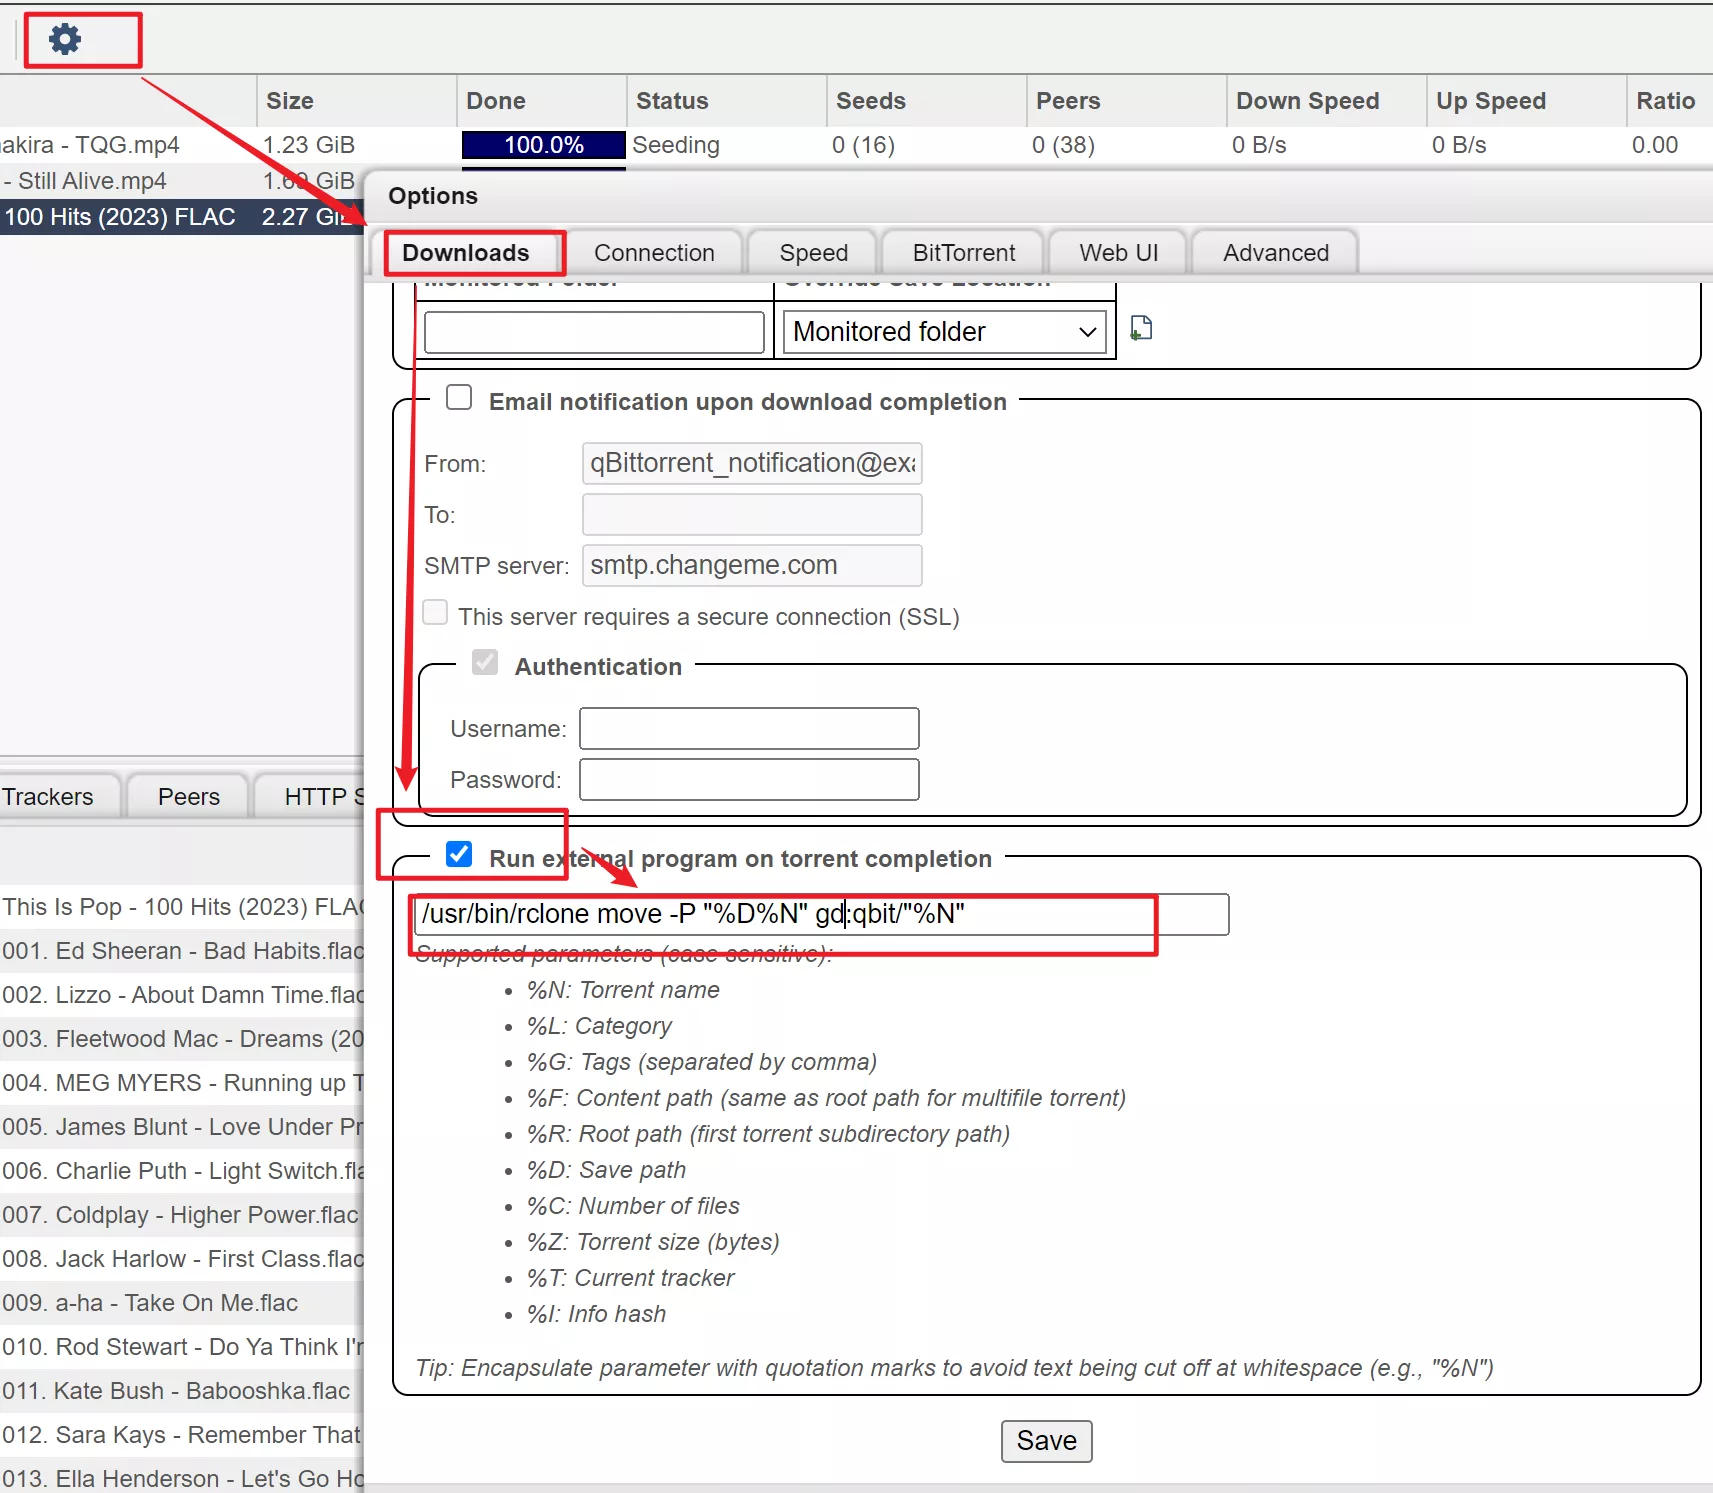 Size Done Status Seeds Peers Down Speed Up Speed Ratio
akira - TQG.mp4 1.23 GiB 100.0% Seeding 0 (16) 0 (38) 0 B/s 0 B/s 0.00
- Still Alive.mp4 1.69 GiB
100 Hits (2023) FLAC 2.27 GiB
Options
Downloads Connection Speed BitTorrent Web UI Advanced
Monitored Folder Override Save Location
Monitored folder
Email notification upon download completion
From: qBittorrent_notification@exa
To:
SMTP server: smtp.changeme.com
This server requires a secure connection (SSL)
Authentication
Username:
Password:
Trackers Peers HTTP S
Run external program on torrent completion
/usr/bin/rclone move -P "%D%N" gd:qbit/"%N"
Supported parameters (case sensitive):
%N: Torrent name
%L: Category
%G: Tags (separated by comma)
%F: Content path (same as root path for multifile torrent)
%R: Root path (first torrent subdirectory path)
%D: Save path
%C: Number of files
%Z: Torrent size (bytes)
%T: Current tracker
%I: Info hash
Tip: Encapsulate parameter with quotation marks to avoid text being cut off at whitespace (e.g., "%N")
Save
This Is Pop - 100 Hits (2023) FLAC
001. Ed Sheeran - Bad Habits.flac
002. Lizzo - About Damn Time.flac
003. Fleetwood Mac - Dreams (20
004. MEG MYERS - Running up T
005. James Blunt - Love Under Pr
006. Charlie Puth - Light Switch.fla
007. Coldplay - Higher Power.flac
008. Jack Harlow - First Class.flac
009. a-ha - Take On Me.flac
010. Rod Stewart - Do Ya Think I'm
011. Kate Bush - Babooshka.flac
012. Sara Kays - Remember That
013. Ella Henderson - Let's Go Ho